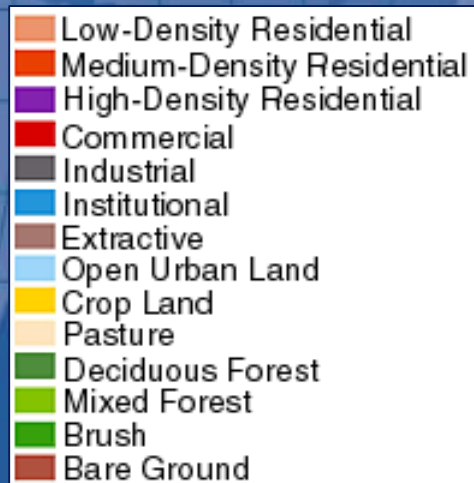 Low-Density Residential
Medium-Density Residential
High-Density Residential
Commercial
Industrial
Institutional
Extractive
Open Urban Land
Crop Land
Pasture
Deciduous Forest
Mixed Forest
Brush
Bare Ground